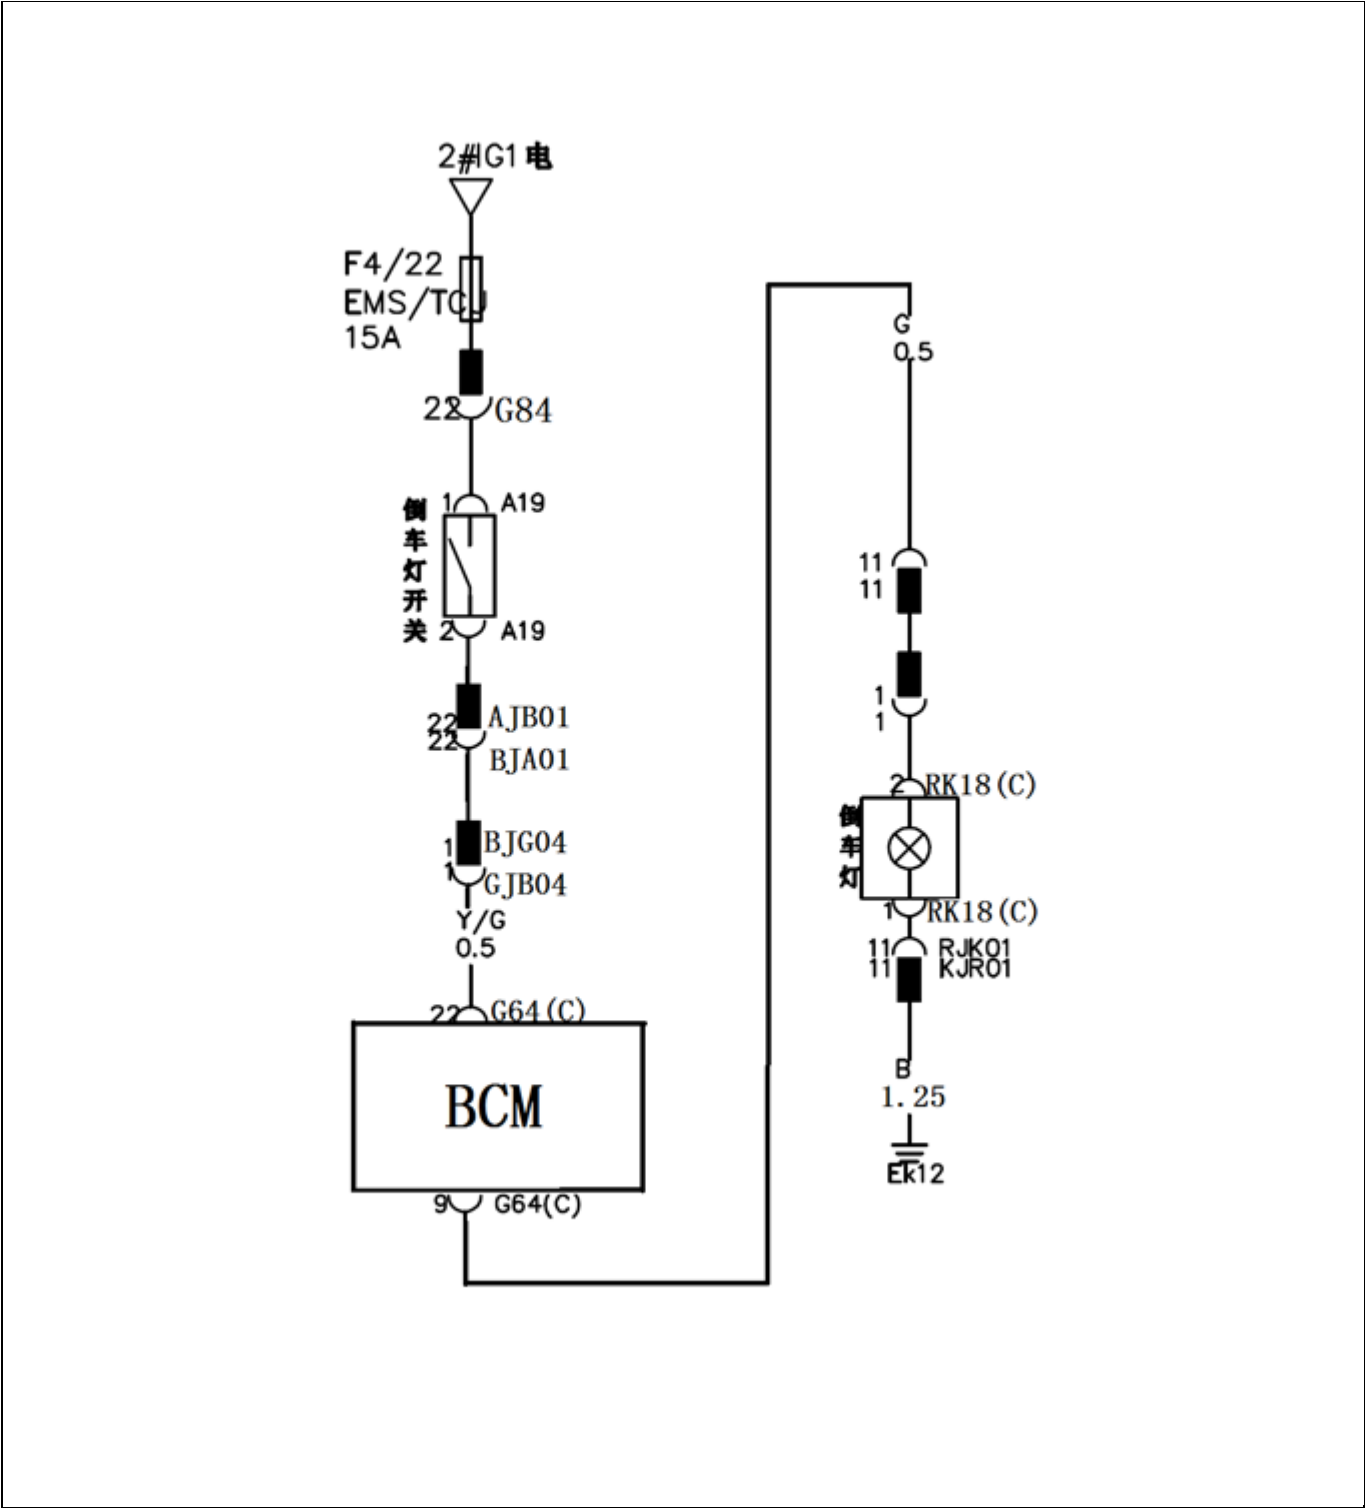 2#IG1 电
F4/22
EMS/TCU
15A
22 G84
1 A19
倒车灯开关
2 A19
22 AJB01
22 BJA01
1 BJG04
1 GJB04
Y/G
0.5
22 G64(C)
BCM
9 G64(C)
G
0.5
11
11
1
1
2 RK18(C)
倒车灯
1 RK18(C)
11 RJK01
11 KJR01
B
1.25
Ek12